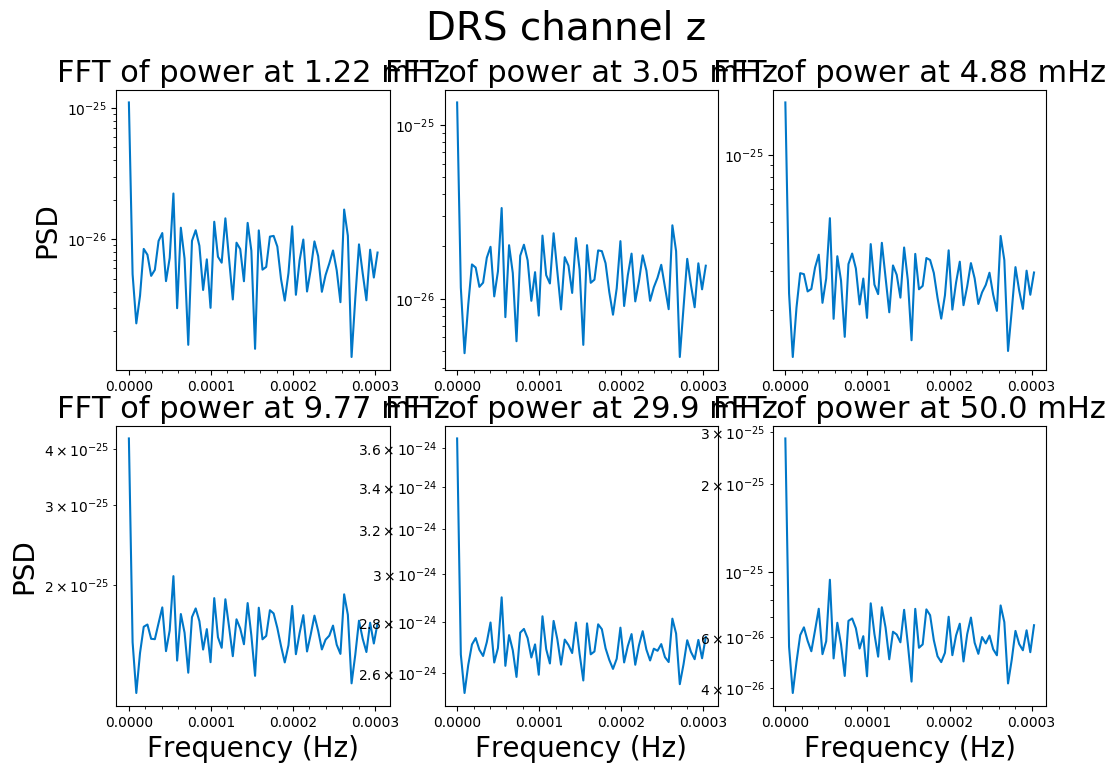 DRS channel z
FFT of power at 1.22 mHz
FFT of power at 3.05 mHz
FFT of power at 4.88 mHz
PSD
10⁻²⁵
10⁻²⁶
0.0000 0.0001 0.0002 0.0003
10⁻²⁵
10⁻²⁶
0.0000 0.0001 0.0002 0.0003
10⁻²⁵
0.0000 0.0001 0.0002 0.0003
FFT of power at 9.77 mHz
FFT of power at 29.9 mHz
FFT of power at 50.0 mHz
PSD
4 × 10⁻²⁵
3 × 10⁻²⁵
2 × 10⁻²⁵
0.0000 0.0001 0.0002 0.0003
Frequency (Hz)
3.6 × 10⁻²⁴
3.4 × 10⁻²⁴
3.2 × 10⁻²⁴
3 × 10⁻²⁴
2.8 × 10⁻²⁴
2.6 × 10⁻²⁴
0.0000 0.0001 0.0002 0.0003
Frequency (Hz)
3 × 10⁻²⁵
2 × 10⁻²⁵
10⁻²⁵
6 × 10⁻²⁶
4 × 10⁻²⁶
0.0000 0.0001 0.0002 0.0003
Frequency (Hz)